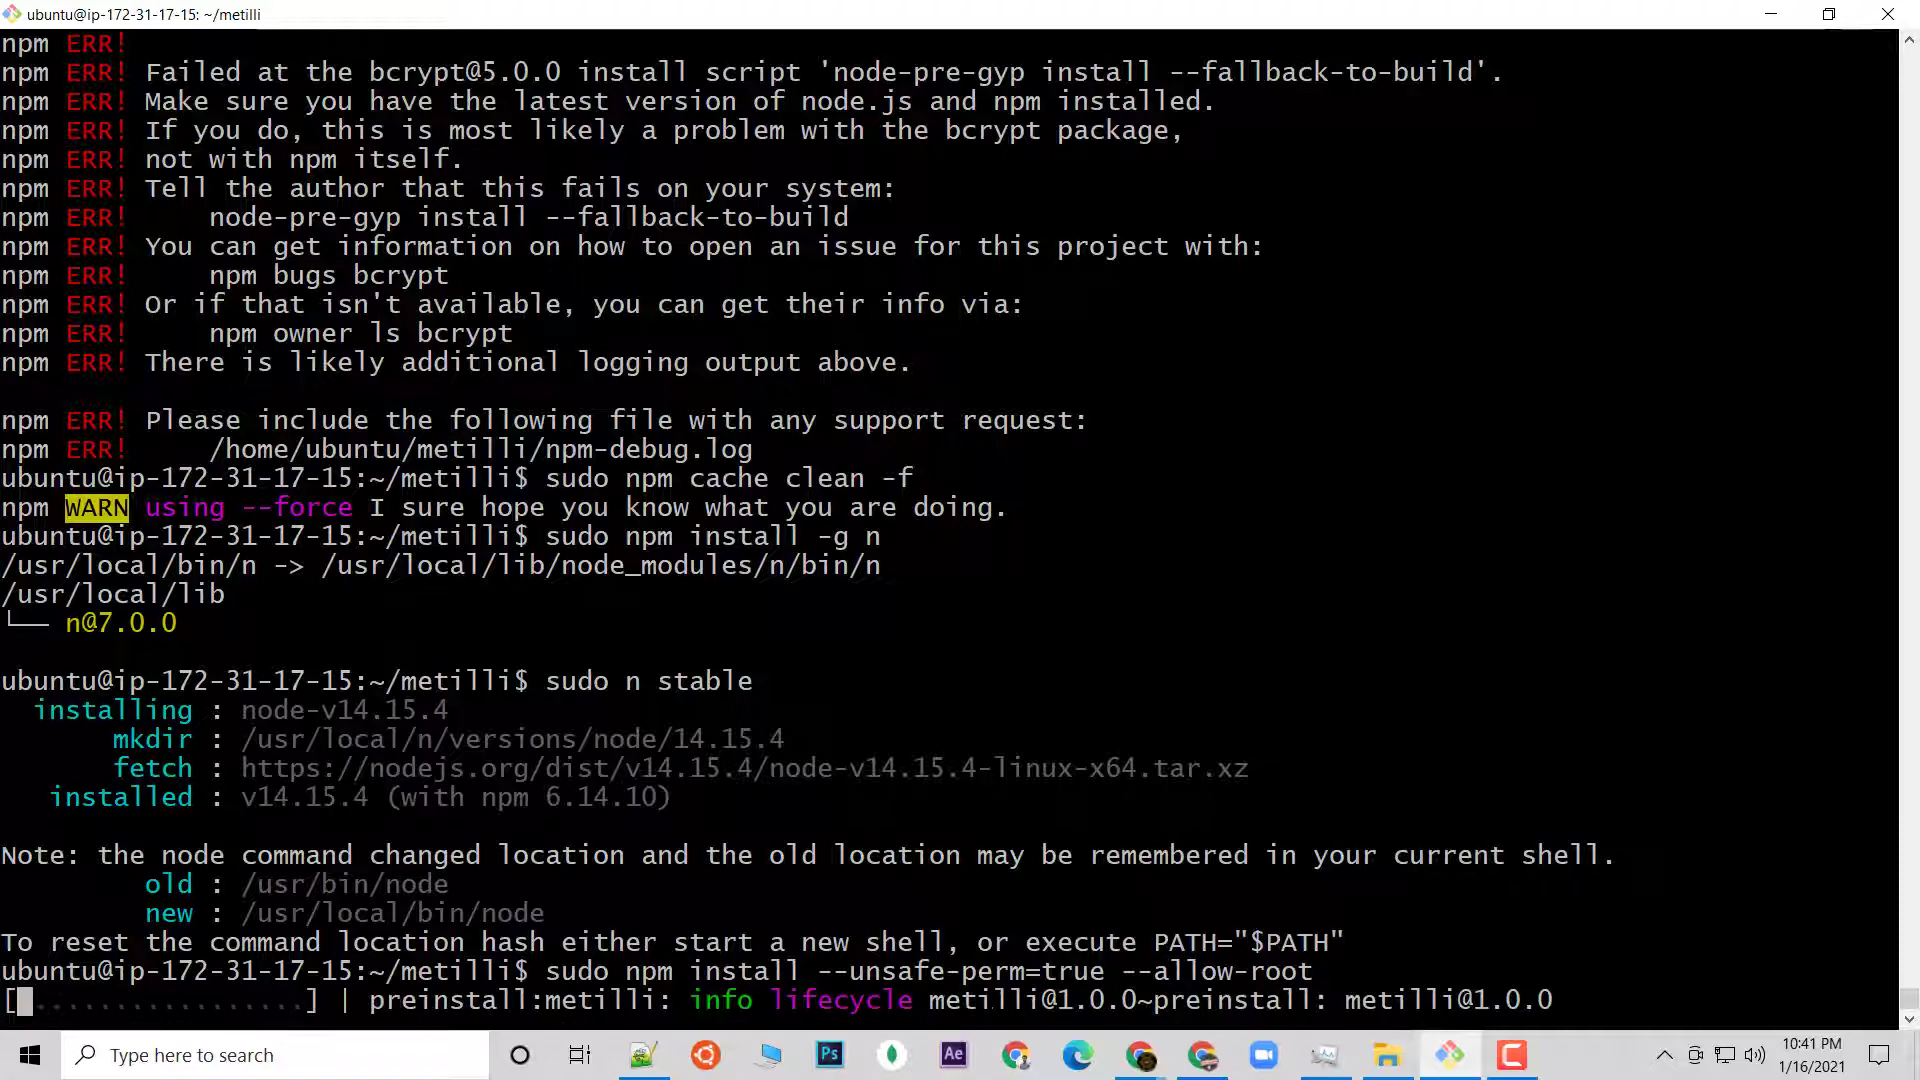 ubuntu@ip-172-31-17-15: ~/metilli
npm ERR!
npm ERR! Failed at the bcrypt@5.0.0 install script 'node-pre-gyp install --fallback-to-build'.
npm ERR! Make sure you have the latest version of node.js and npm installed.
npm ERR! If you do, this is most likely a problem with the bcrypt package,
npm ERR! not with npm itself.
npm ERR! Tell the author that this fails on your system:
npm ERR!     node-pre-gyp install --fallback-to-build
npm ERR! You can get information on how to open an issue for this project with:
npm ERR!     npm bugs bcrypt
npm ERR! Or if that isn't available, you can get their info via:
npm ERR!     npm owner ls bcrypt
npm ERR! There is likely additional logging output above.
npm ERR! Please include the following file with any support request:
npm ERR!     /home/ubuntu/metilli/npm-debug.log
ubuntu@ip-172-31-17-15:~/metilli$ sudo npm cache clean -f
npm WARN using --force I sure hope you know what you are doing.
ubuntu@ip-172-31-17-15:~/metilli$ sudo npm install -g n
/usr/local/bin/n -> /usr/local/lib/node_modules/n/bin/n
/usr/local/lib
└── n@7.0.0
ubuntu@ip-172-31-17-15:~/metilli$ sudo n stable
  installing : node-v14.15.4
       mkdir : /usr/local/n/versions/node/14.15.4
       fetch : https://nodejs.org/dist/v14.15.4/node-v14.15.4-linux-x64.tar.xz
   installed : v14.15.4 (with npm 6.14.10)
Note: the node command changed location and the old location may be remembered in your current shell.
         old : /usr/bin/node
         new : /usr/local/bin/node
To reset the command location hash either start a new shell, or execute PATH="$PATH"
ubuntu@ip-172-31-17-15:~/metilli$ sudo npm install --unsafe-perm=true --allow-root
[ .................] | preinstall:metilli: info lifecycle metilli@1.0.0~preinstall: metilli@1.0.0
Type here to search
Ps
Ae
10:41 PM
1/16/2021